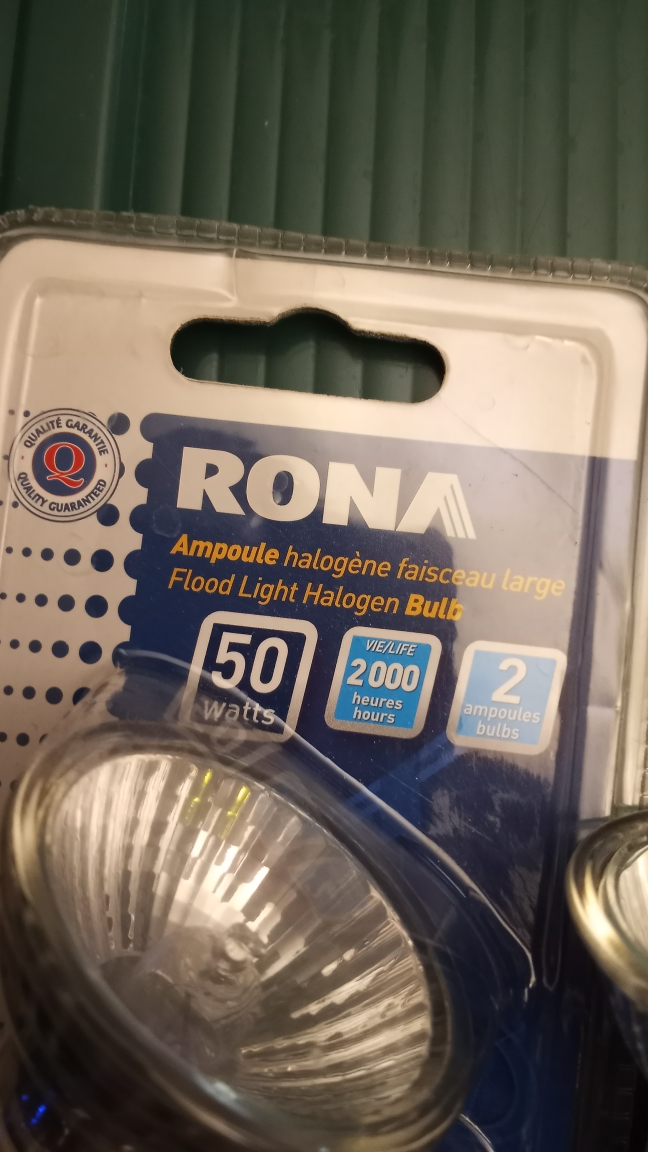 QUALITÉ GARANTIE
Q
QUALITY GUARANTEED
RONA
Ampoule halogène faisceau large
Flood Light Halogen Bulb
50
watts
VIE/LIFE
2000
heures
hours
2
ampoules
bulbs